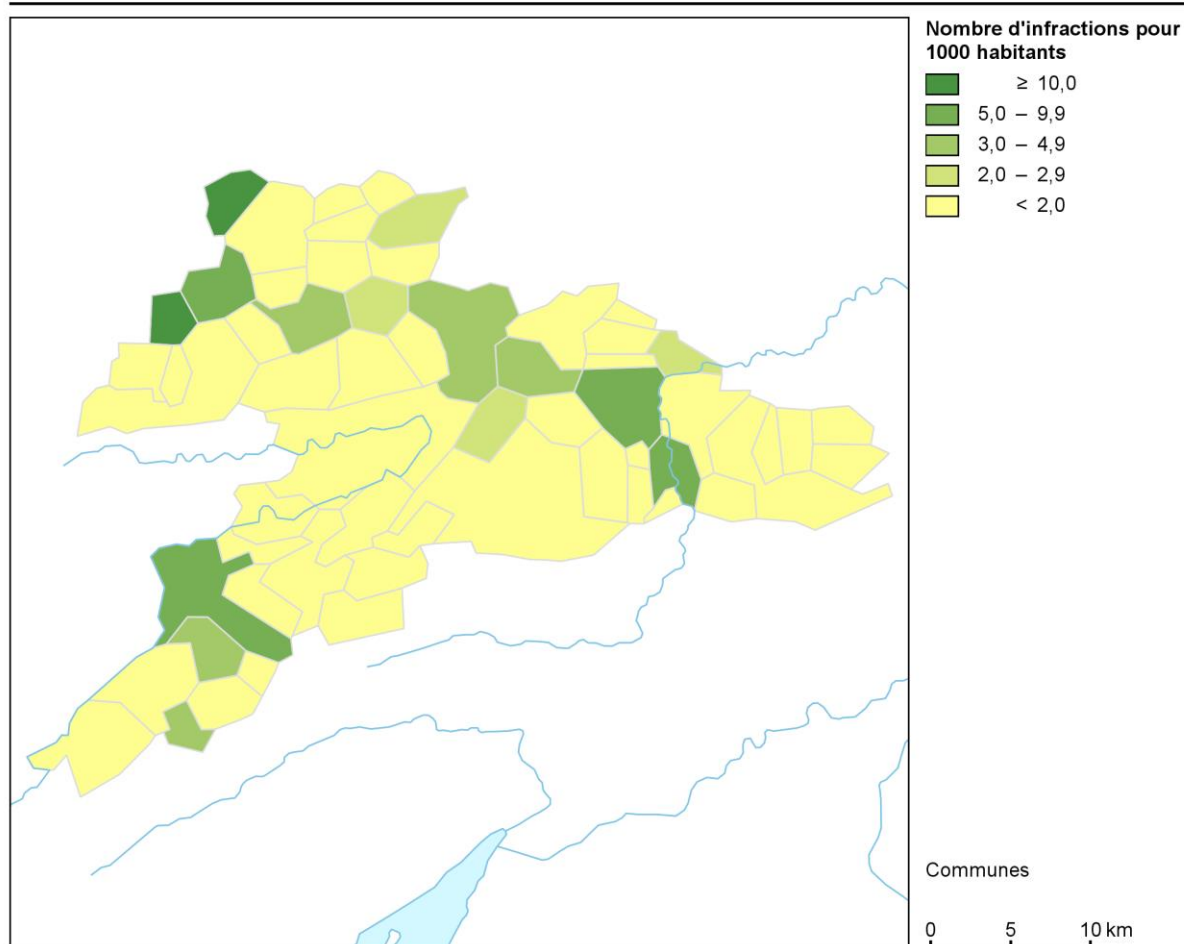 Nombre d'infractions pour
1000 habitants
≥ 10,0
5,0 – 9,9
3,0 – 4,9
2,0 – 2,9
< 2,0
Communes
0 5 10 km